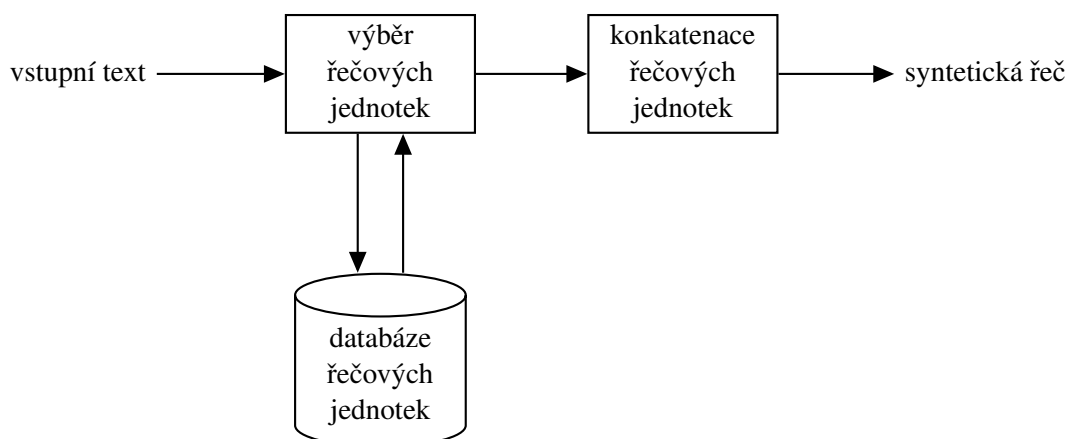 vstupní text
výběr
řečových
jednotek
konkatenace
řečových
jednotek
syntetická řeč
databáze
řečových
jednotek